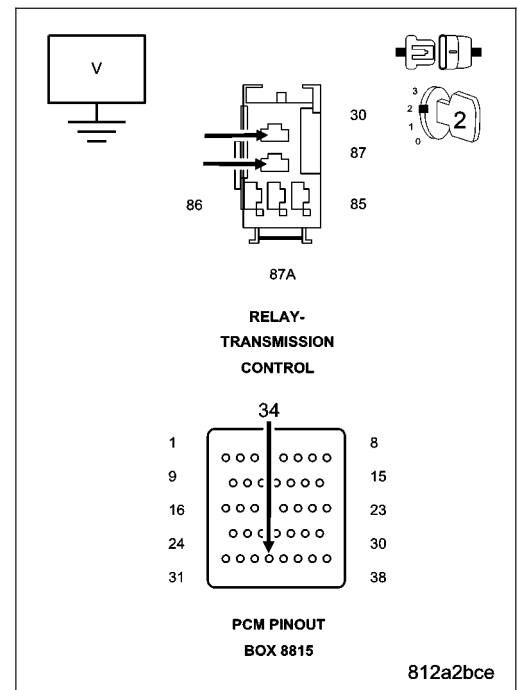 V
3
2
1
0
2
30
87
86
85
87A
RELAY-
TRANSMISSION
CONTROL
34
1
8
9
15
16
23
24
30
31
38
PCM PINOUT
BOX 8815
812a2bce